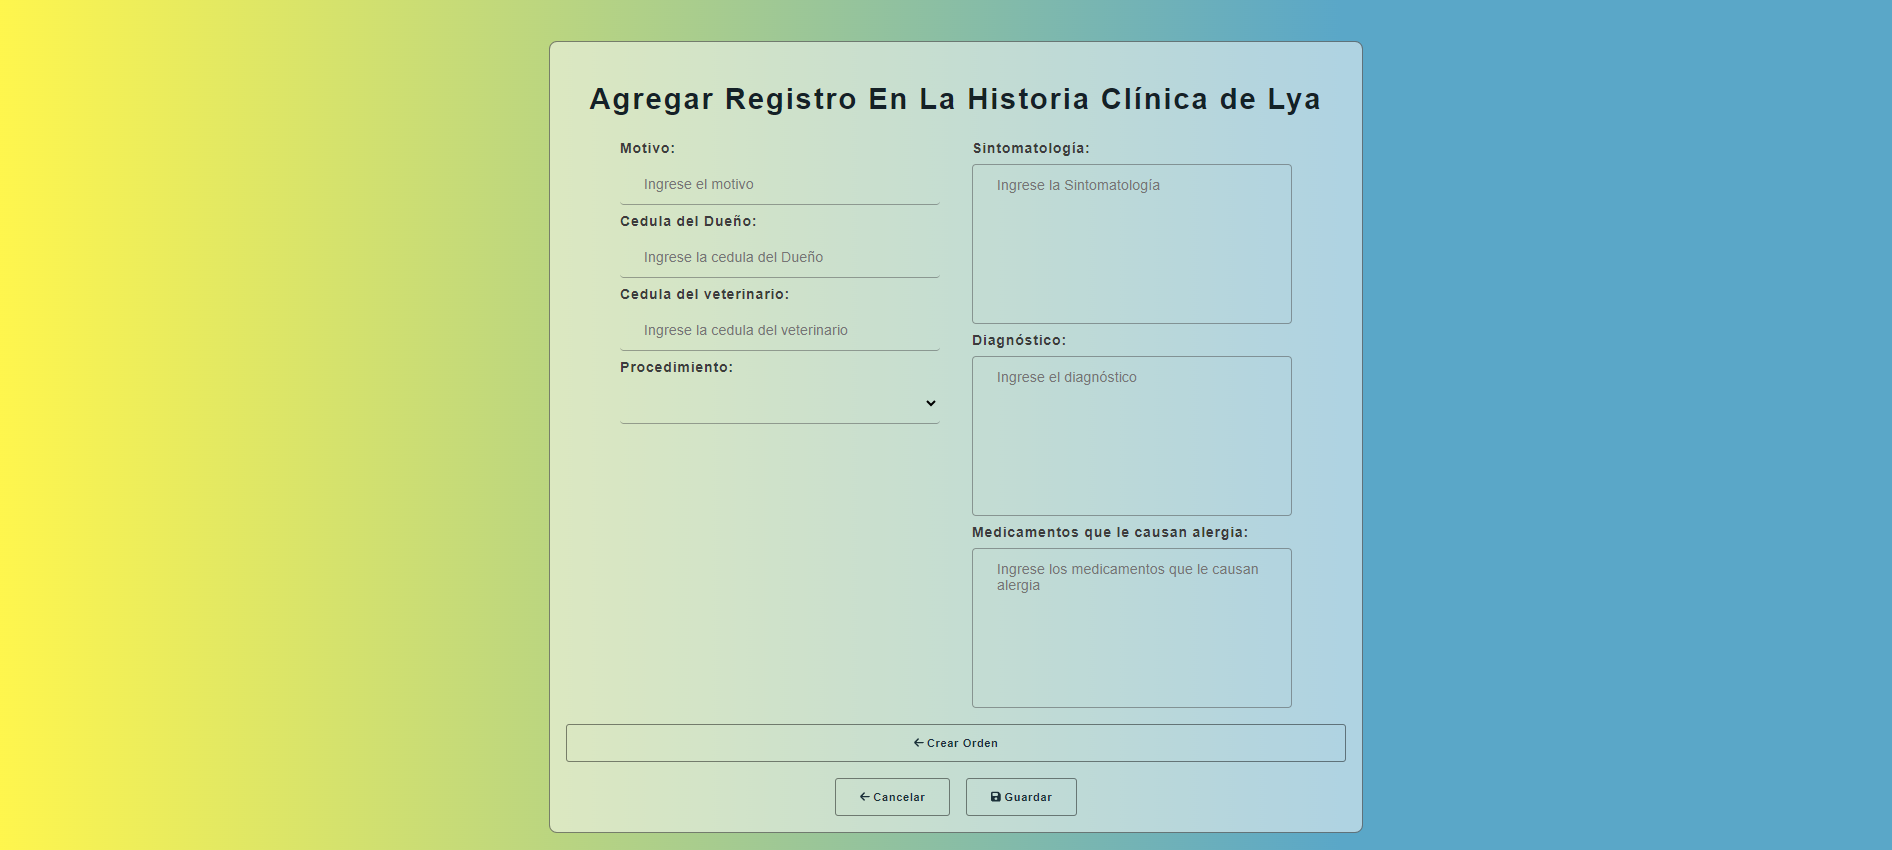 Agregar Registro En La Historia Clínica de Lya
Motivo:
Ingrese el motivo
Cedula del Dueño:
Ingrese la cedula del Dueño
Cedula del veterinario:
Ingrese la cedula del veterinario
Procedimiento:
Sintomatología:
Ingrese la Sintomatología
Diagnóstico:
Ingrese el diagnóstico
Medicamentos que le causan alergia:
Ingrese los medicamentos que le causan
alergia
Crear Orden
Cancelar
Guardar